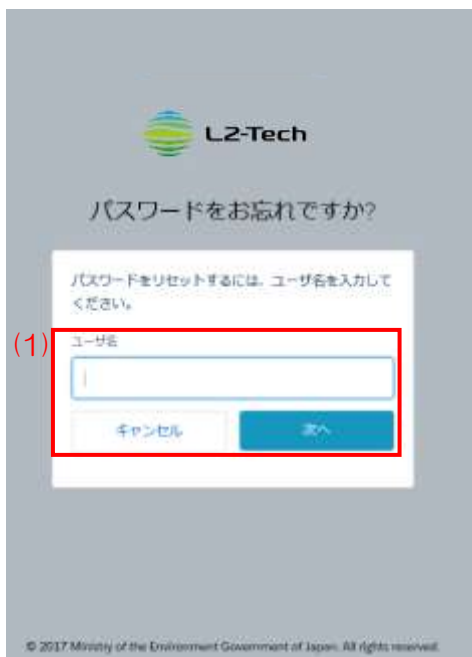 L2-Tech
パスワードをお忘れですか?
パスワードをリセットするには、ユーザ名を入力して
ください。
(1)
ユーザ名
キャンセル
次へ
© 2017 Ministry of the Environment Government of Japan. All rights reserved.